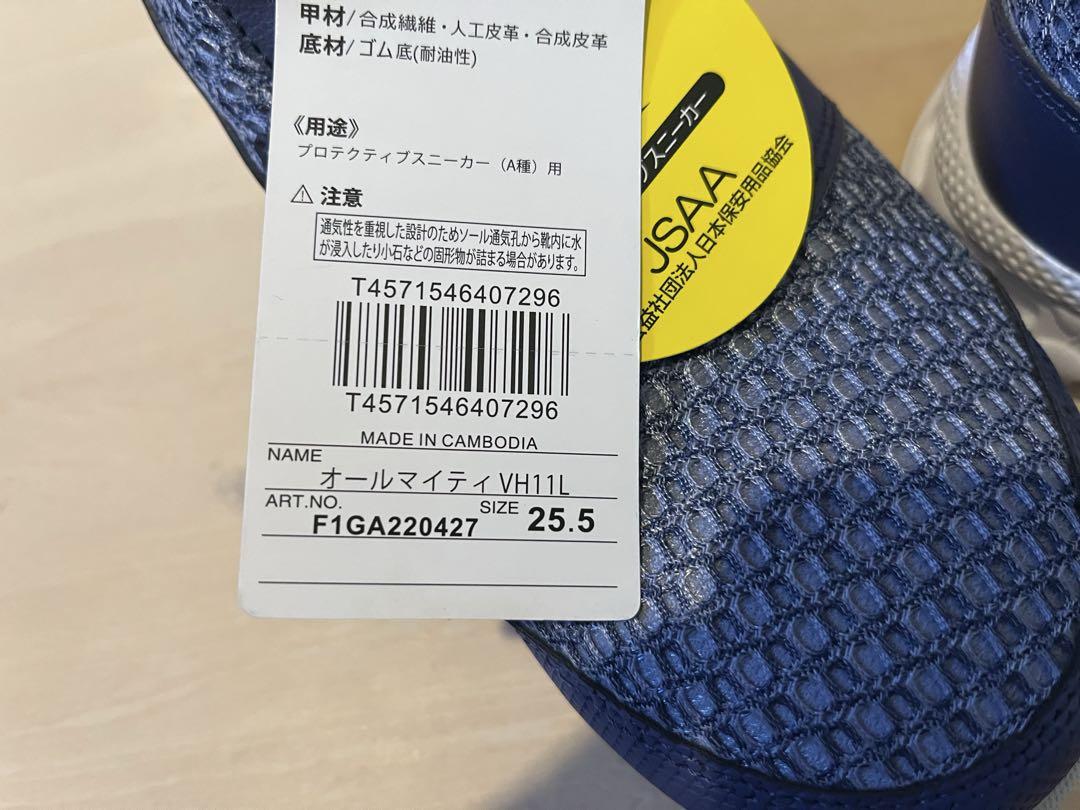 甲材/合成繊維・人工皮革・合成皮革
底材/ゴム底(耐油性)
《用途》
プロテクティブスニーカー（A種）用
⚠ 注意
通気性を重視した設計のためソール通気孔から靴内に水
が浸入したり小石などの固形物が詰まる場合があります。
T4571546407296
T4571546407296
MADE IN CAMBODIA
NAME
オールマイティ VH11L
ART.NO.
F1GA220427
SIZE 25.5
スニーカー
JSAA
益社団法人日本保安用品協会